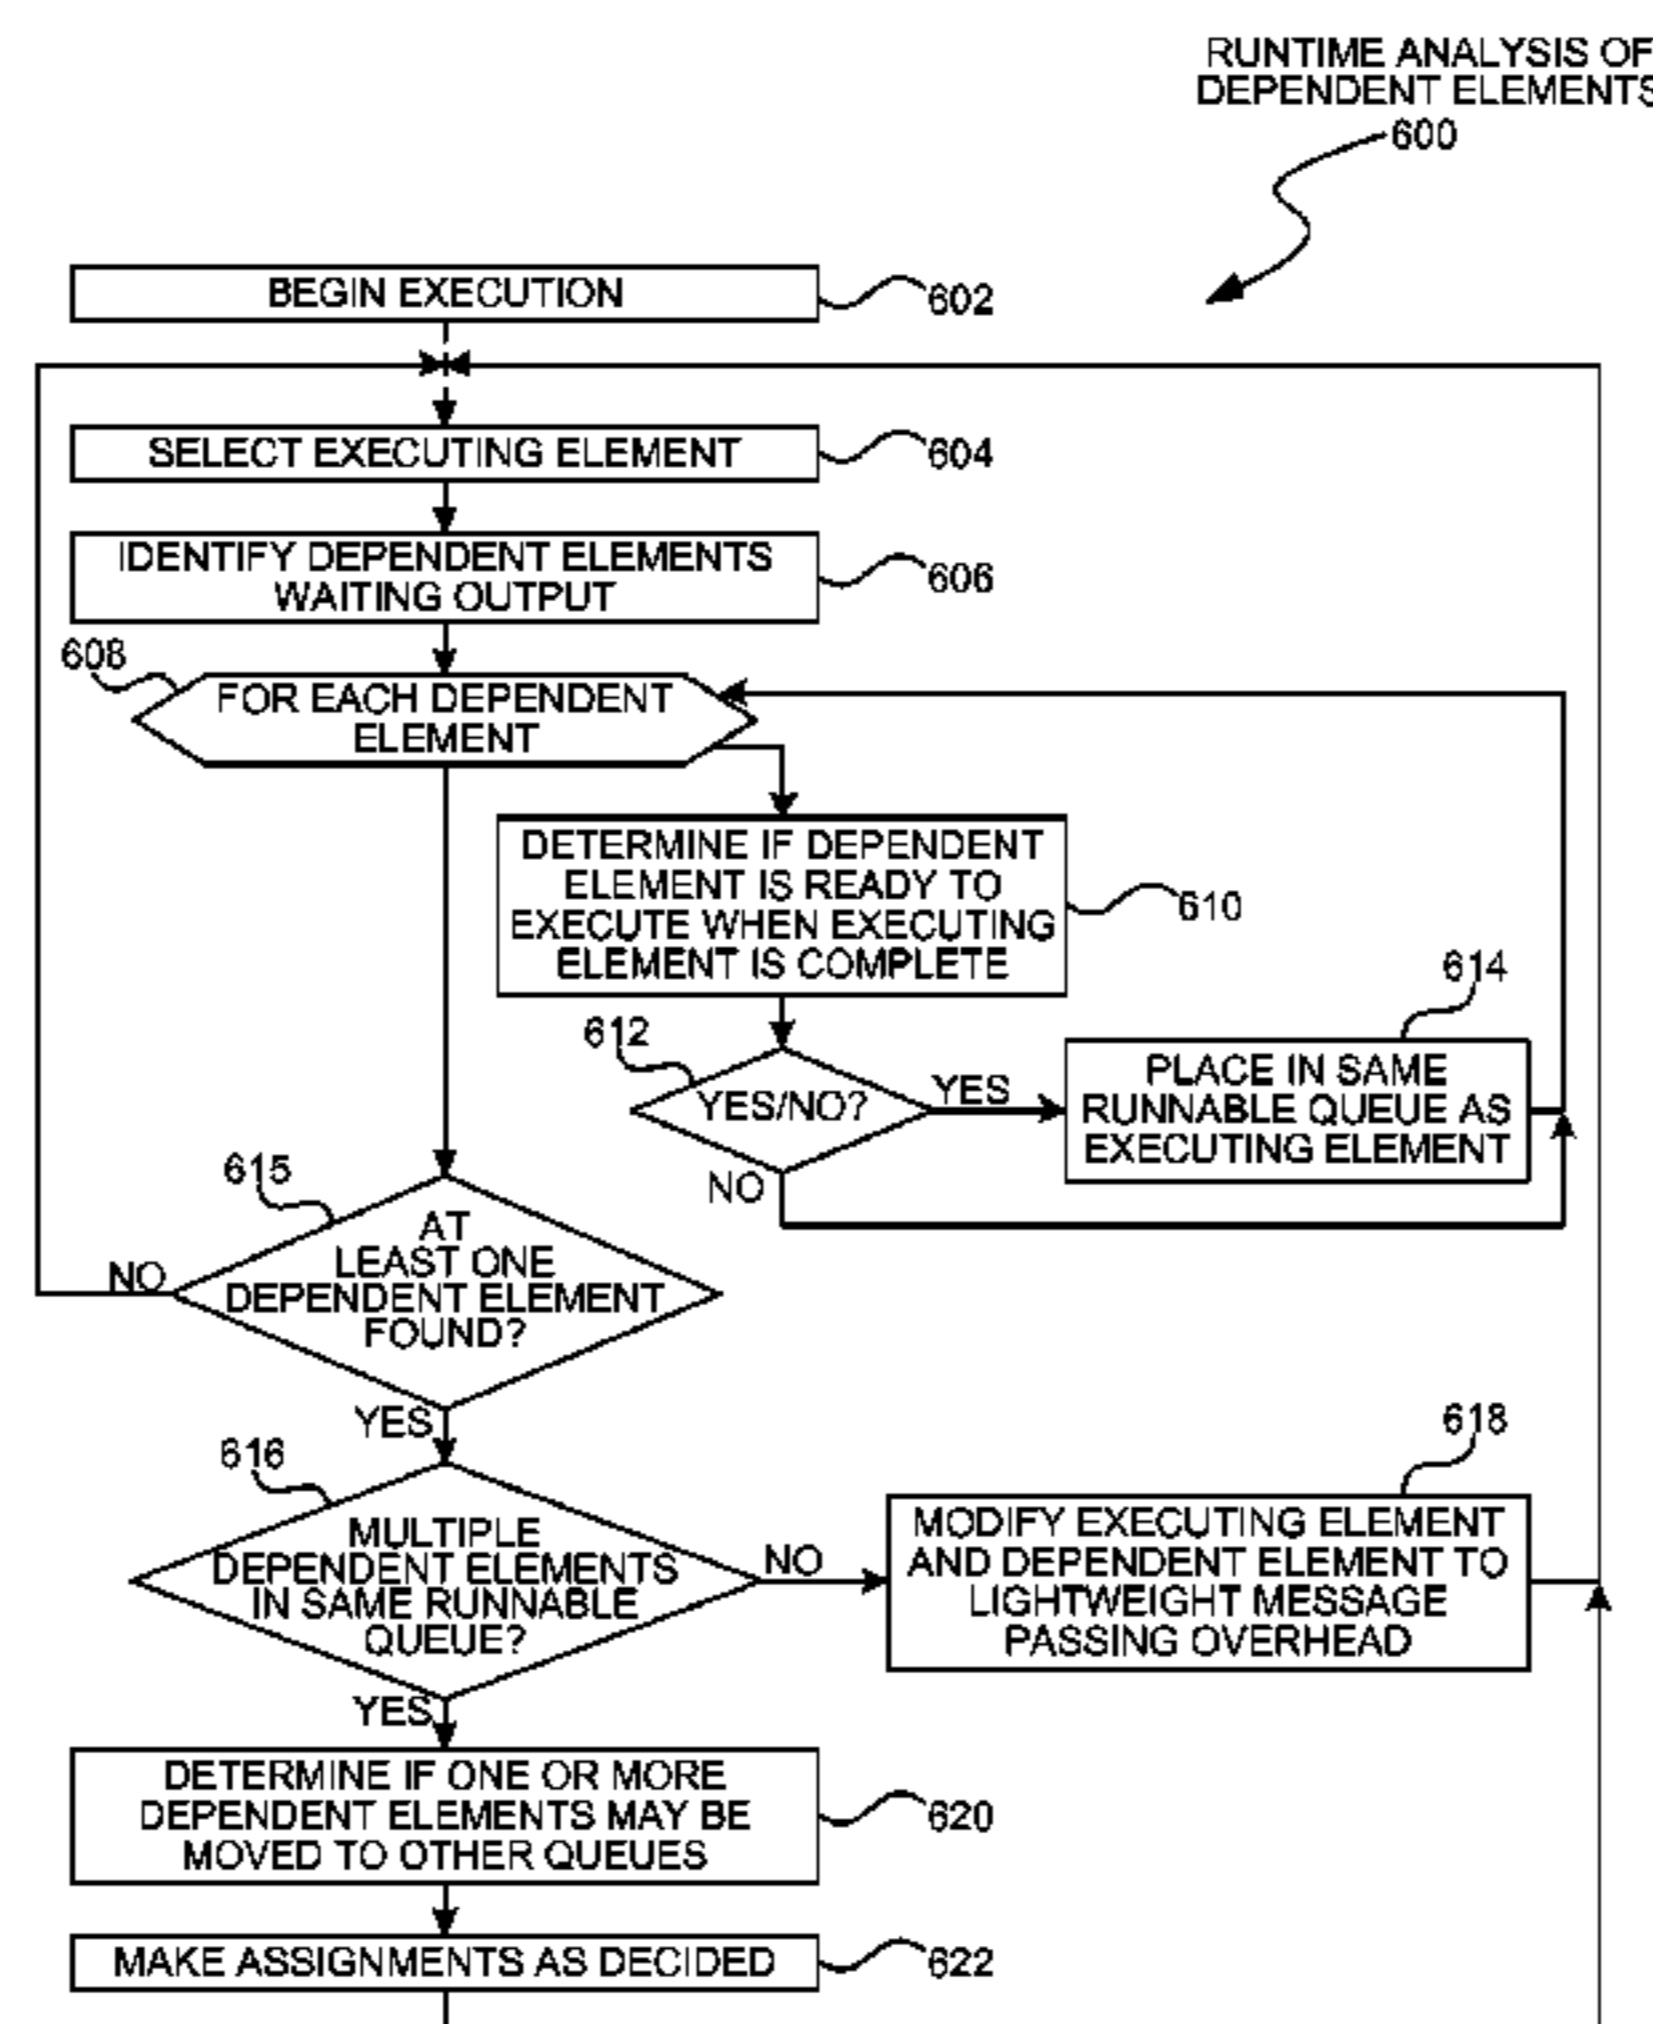 RUNTIME ANALYSIS OF
DEPENDENT ELEMENTS
600
BEGIN EXECUTION
602
SELECT EXECUTING ELEMENT
604
IDENTIFY DEPENDENT ELEMENTS
WAITING OUTPUT
606
608
FOR EACH DEPENDENT
ELEMENT
DETERMINE IF DEPENDENT
ELEMENT IS READY TO
EXECUTE WHEN EXECUTING
ELEMENT IS COMPLETE
610
612
YES/NO?
YES
NO
614
PLACE IN SAME
RUNNABLE QUEUE AS
EXECUTING ELEMENT
615
AT
LEAST ONE
DEPENDENT ELEMENT
FOUND?
NO
YES
616
MULTIPLE
DEPENDENT ELEMENTS
IN SAME RUNNABLE
QUEUE?
NO
YES
618
MODIFY EXECUTING ELEMENT
AND DEPENDENT ELEMENT TO
LIGHTWEIGHT MESSAGE
PASSING OVERHEAD
DETERMINE IF ONE OR MORE
DEPENDENT ELEMENTS MAY BE
MOVED TO OTHER QUEUES
620
MAKE ASSIGNMENTS AS DECIDED
622